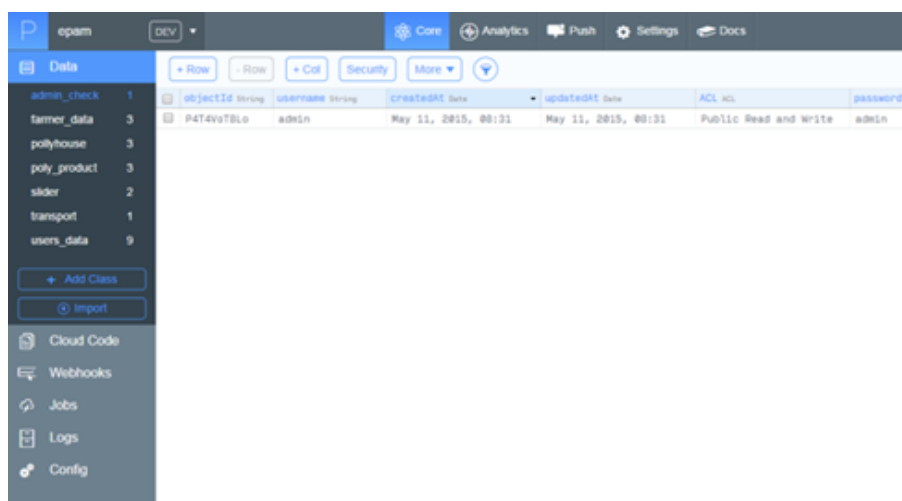 P epam DEV Core Analytics Push Settings Docs
Data + Row - Row + Col Security More
admin_check 1 objectId String username String createdAt Date updatedAt Date ACL ACL password
farmer_data 3 P4T4VoTBLo admin May 11, 2015, 08:31 May 11, 2015, 08:31 Public Read and Write admin
pollyhouse 3
poly_product 3
slider 2
transport 1
users_data 9
+ Add Class
Import
Cloud Code
Webhooks
Jobs
Logs
Config